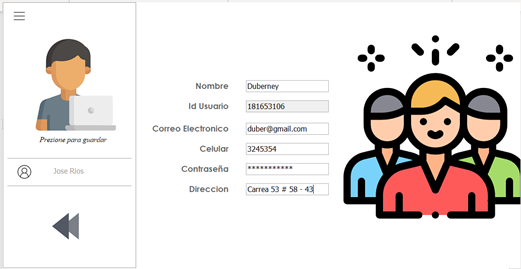 Prezione para guardar
Jose Rios
Nombre Duberney
Id Usuario 181653106
Correo Electronico duber@gmail.com
Celular 3245354
Contraseña ***********
Direccion Carrea 53 # 58 - 43